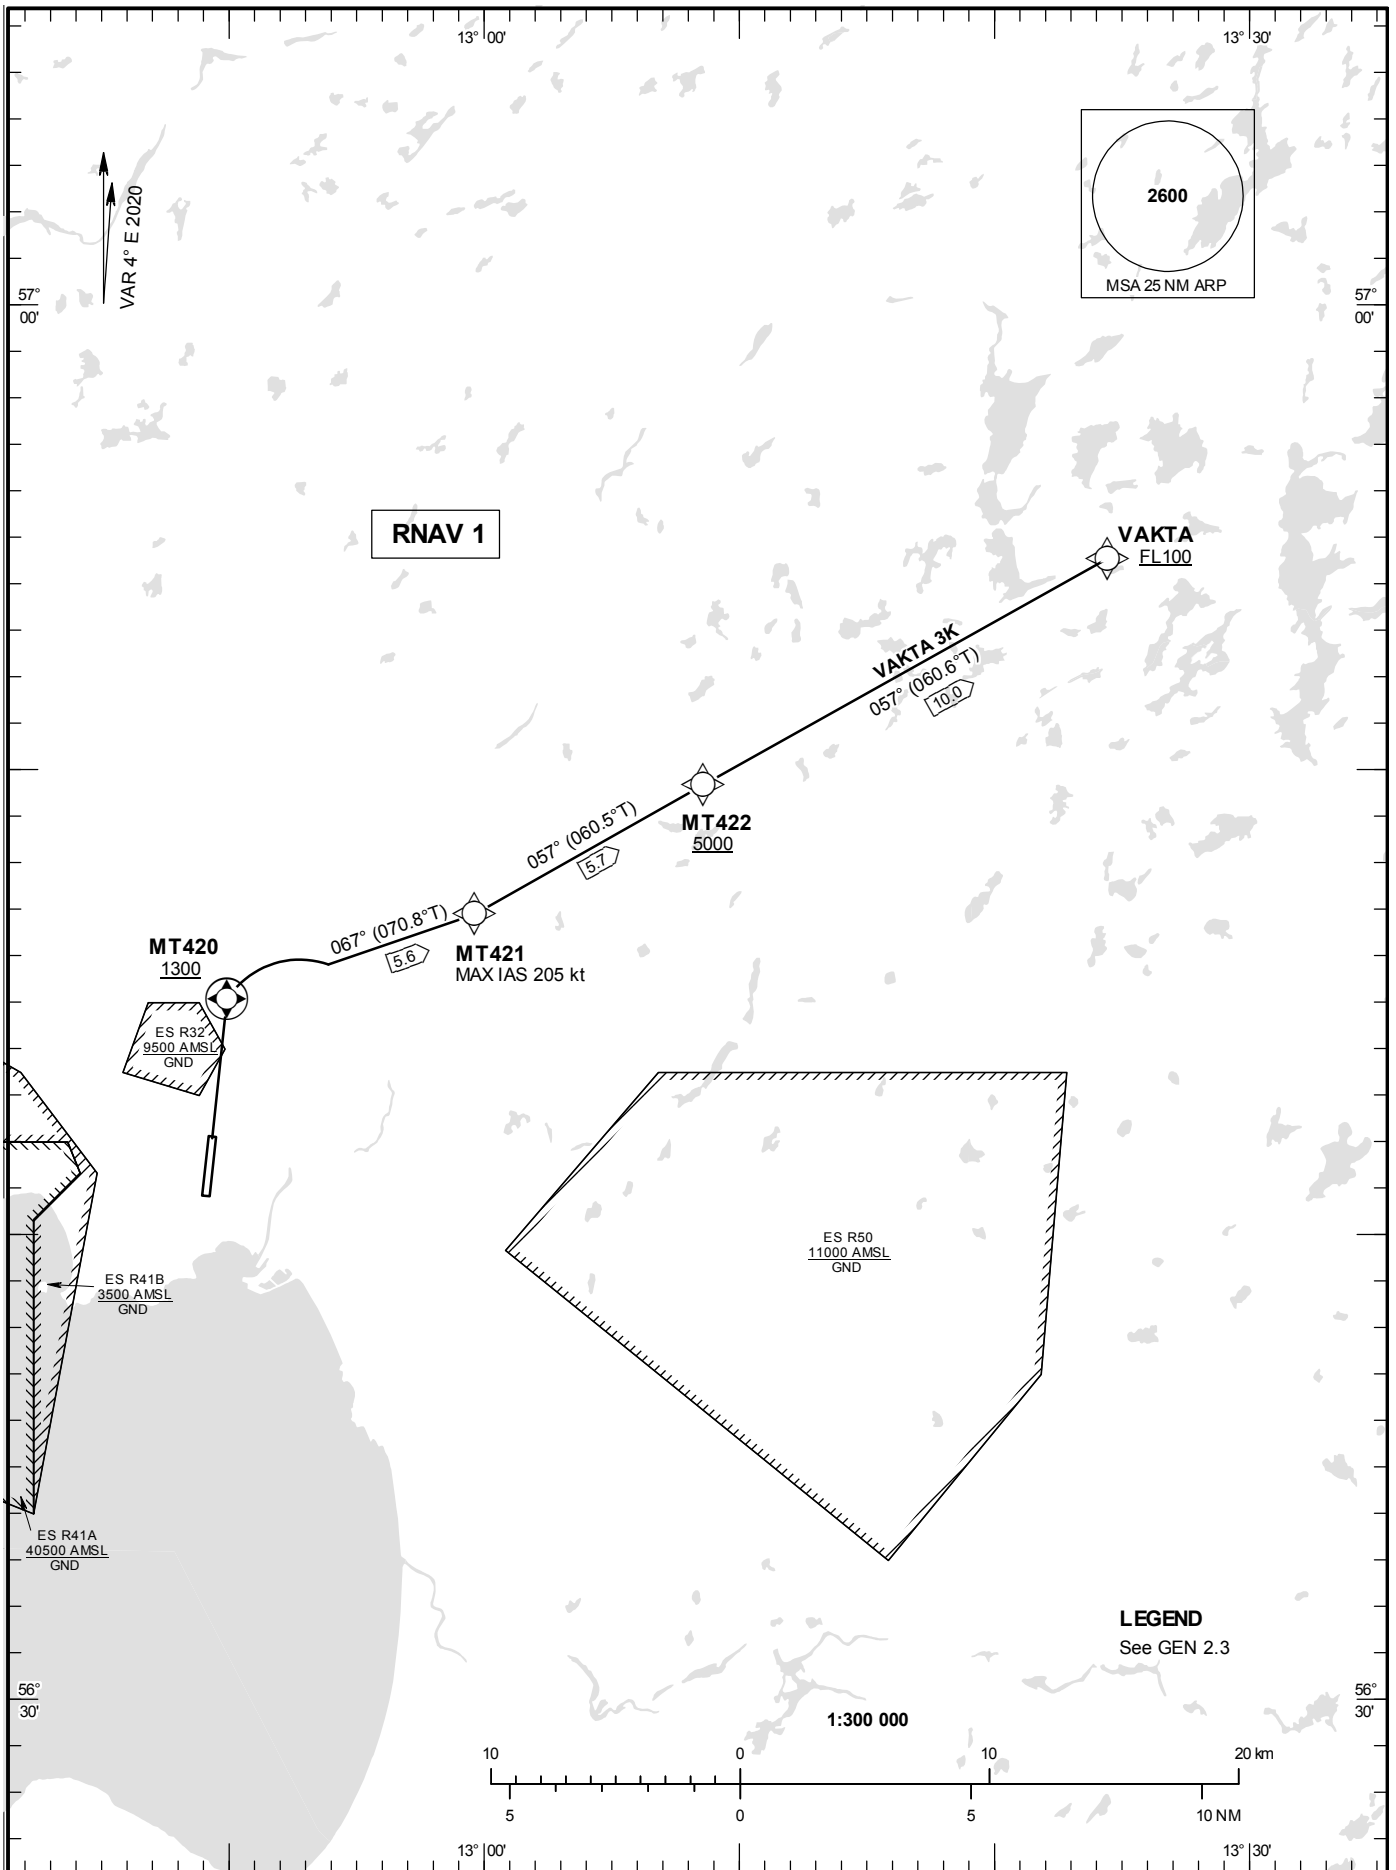 13° 00'
13° 30'
VAR 4° E 2020
2600
MSA 25 NM ARP
57°
00'
57°
00'
RNAV 1
VAKTA
FL100
VAKTA 3K
057° (060.6°T)
10.0
057° (060.5°T)
5.7
MT422
5000
067° (070.8°T)
5.6
MT421
MAX IAS 205 kt
MT420
1300
ES R32
9500 AMSL
GND
ES R50
11000 AMSL
GND
ES R41B
3500 AMSL
GND
ES R41A
40500 AMSL
GND
LEGEND
See GEN 2.3
56°
30'
56°
30'
1:300 000
10 0 10 20 km
5 0 5 10 NM
13° 00'
13° 30'